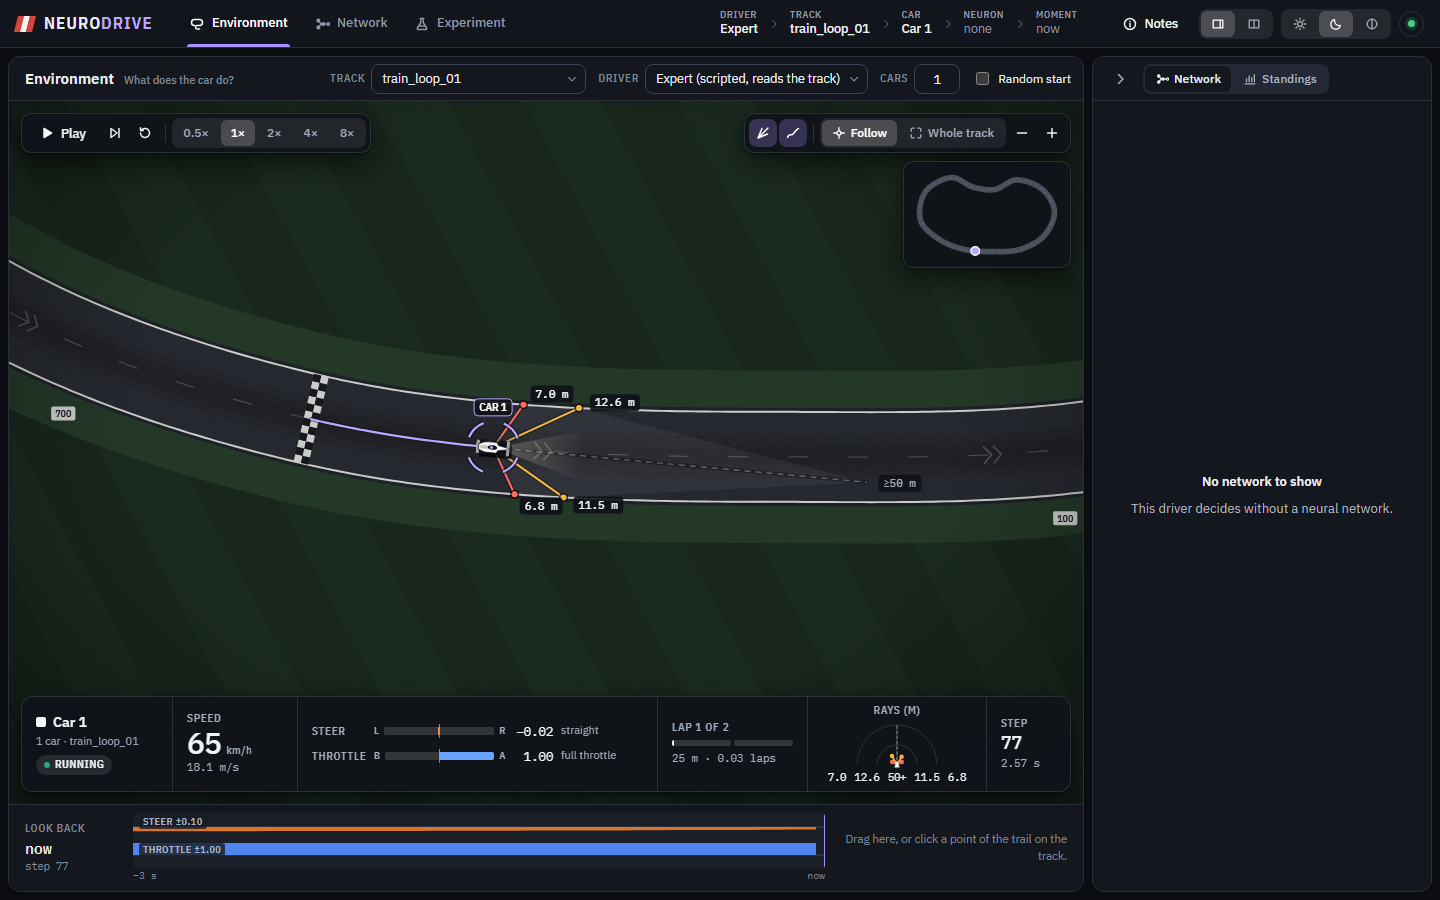 NEURODRIVE
Environment
Network
Experiment
DRIVER
Expert
TRACK
train_loop_01
CAR
Car 1
NEURON
none
MOMENT
now
Notes
Environment
What does the car do?
TRACK
train_loop_01
DRIVER
Expert (scripted, reads the track)
CARS
1
Random start
Network
Standings
Play
0.5×
1×
2×
4×
8×
Follow
Whole track
700
CAR 1
7.0 m
12.6 m
≥50 m
6.8 m
11.5 m
100
No network to show
This driver decides without a neural network.
Car 1
1 car · train_loop_01
RUNNING
SPEED
65 km/h
18.1 m/s
STEER
L
R
−0.02
straight
THROTTLE
B
A
1.00
full throttle
LAP 1 OF 2
25 m · 0.03 laps
RAYS (M)
7.0 12.6 50+ 11.5 6.8
STEP
77
2.57 s
LOOK BACK
now
step 77
STEER ±0.10
THROTTLE ±1.00
−3 s
now
Drag here, or click a point of the trail on the
track.